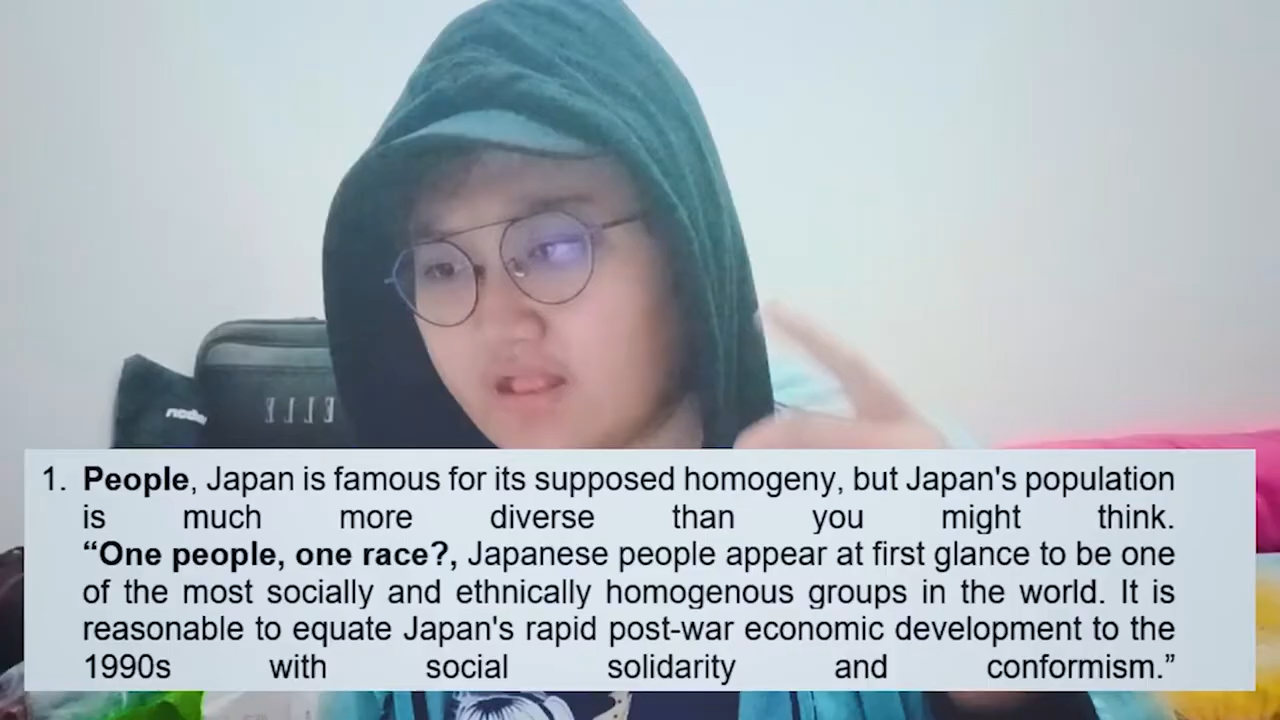 ELLE
1. People, Japan is famous for its supposed homogeny, but Japan's population
is much more diverse than you might think.
“One people, one race?, Japanese people appear at first glance to be one
of the most socially and ethnically homogenous groups in the world. It is
reasonable to equate Japan's rapid post-war economic development to the
1990s with social solidarity and conformism.”